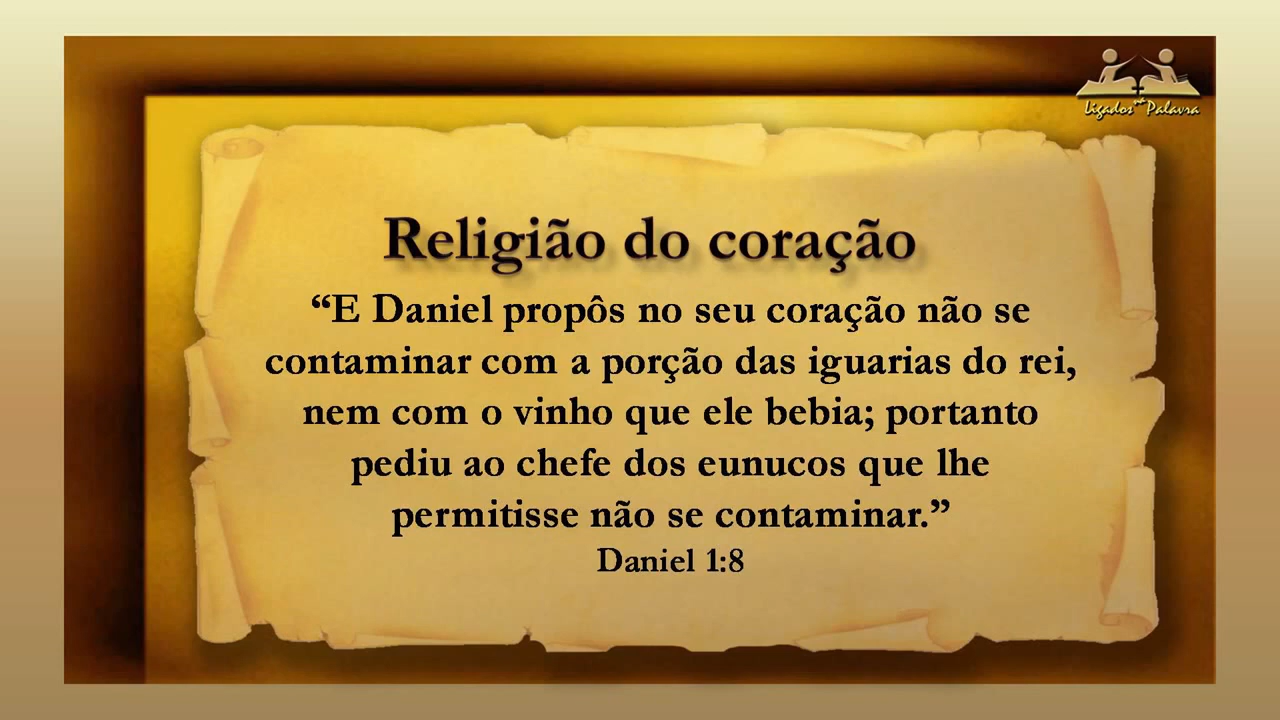 Ligados na Palavra
Religião do coração
“E Daniel propôs no seu coração não se
contaminar com a porção das iguarias do rei,
nem com o vinho que ele bebia; portanto
pediu ao chefe dos eunucos que lhe
permitisse não se contaminar.”
Daniel 1:8